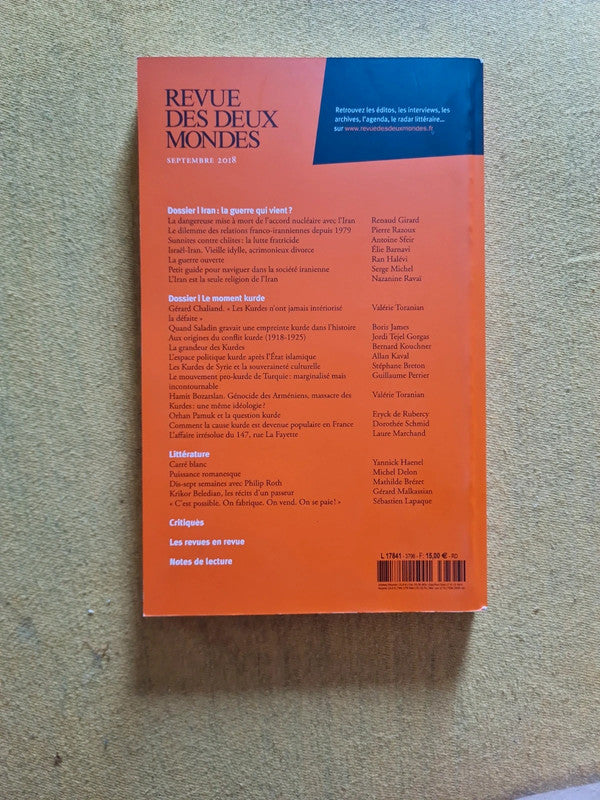 REVUE
DES DEUX
MONDES
SEPTEMBRE 2018
Retrouvez les éditos, les interviews, les
archives, l'agenda, le radar littéraire...
sur www.revuedesdeuxmondes.fr
Dossier | Iran : la guerre qui vient ?
La dangereuse mise à mort de l'accord nucléaire avec l'Iran Renaud Girard
Le dilemme des relations franco-iranniennes depuis 1979 Pierre Razoux
Sunnites contre chiites : la lutte fratricide Antoine Sfeir
Israël-Iran. Vieille idylle, acrimonieux divorce Élie Barnavi
La guerre ouverte Ran Halévi
Petit guide pour naviguer dans la société iranienne Serge Michel
L'Iran est la seule religion de l'Iran Nazanine Ravaï
Dossier | Le moment kurde
Gérard Chaliand. « Les Kurdes n'ont jamais intériorisé Valérie Toranian
la défaite »
Quand Saladin gravait une empreinte kurde dans l'histoire Boris James
Aux origines du conflit kurde (1918-1925) Jordi Tejel Gorgas
La grandeur des Kurdes Bernard Kouchner
L'espace politique kurde après l'État islamique Allan Kaval
Les Kurdes de Syrie et la souveraineté culturelle Stéphane Breton
Le mouvement pro-kurde de Turquie : marginalisé mais Guillaume Perrier
incontournable
Hamit Bozarslan. Génocide des Arméniens, massacre des Valérie Toranian
Kurdes : une même idéologie ?
Orhan Pamuk et la question kurde Eryck de Rubercy
Comment la cause kurde est devenue populaire en France Dorothée Schmid
L'affaire irrésolue du 147, rue La Fayette Laure Marchand
Littérature
Carré blanc Yannick Haenel
Puissance romanesque Michel Delon
Dix-sept semaines avec Philip Roth Mathilde Brézet
Krikor Beledian, les récits d'un passeur Gérard Malkassian
« C'est possible. On fabrique. On vend. On se paie ! » Sébastien Lapaque
Critiques
Les revues en revue
Notes de lecture
L 17841 - 3796 - F: 15,00 € - RD